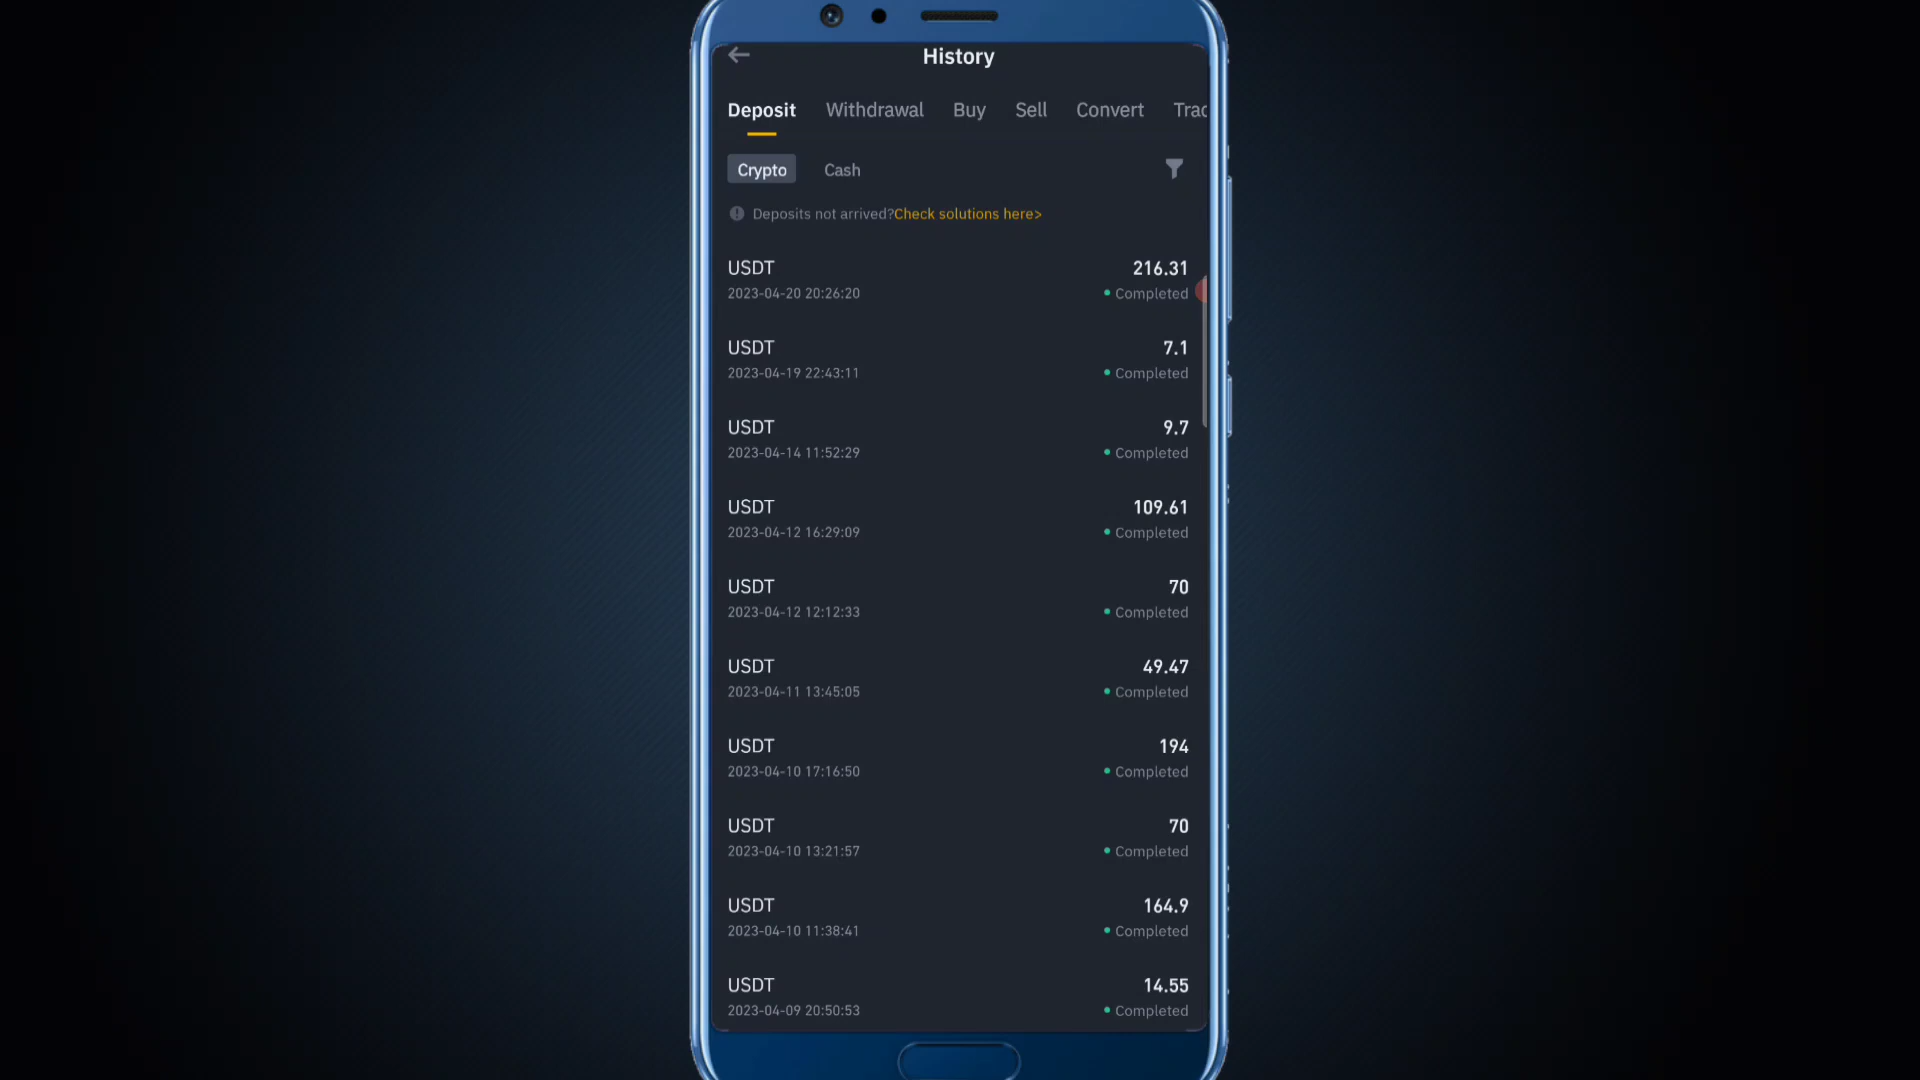 History
Deposit Withdrawal Buy Sell Convert Trad
Crypto Cash
Deposits not arrived?Check solutions here>
USDT 216.31
2023-04-20 20:26:20 Completed
USDT 7.1
2023-04-19 22:43:11 Completed
USDT 9.7
2023-04-14 11:52:29 Completed
USDT 109.61
2023-04-12 16:29:09 Completed
USDT 70
2023-04-12 12:12:33 Completed
USDT 49.47
2023-04-11 13:45:05 Completed
USDT 194
2023-04-10 17:16:50 Completed
USDT 70
2023-04-10 13:21:57 Completed
USDT 164.9
2023-04-10 11:38:41 Completed
USDT 14.55
2023-04-09 20:50:53 Completed